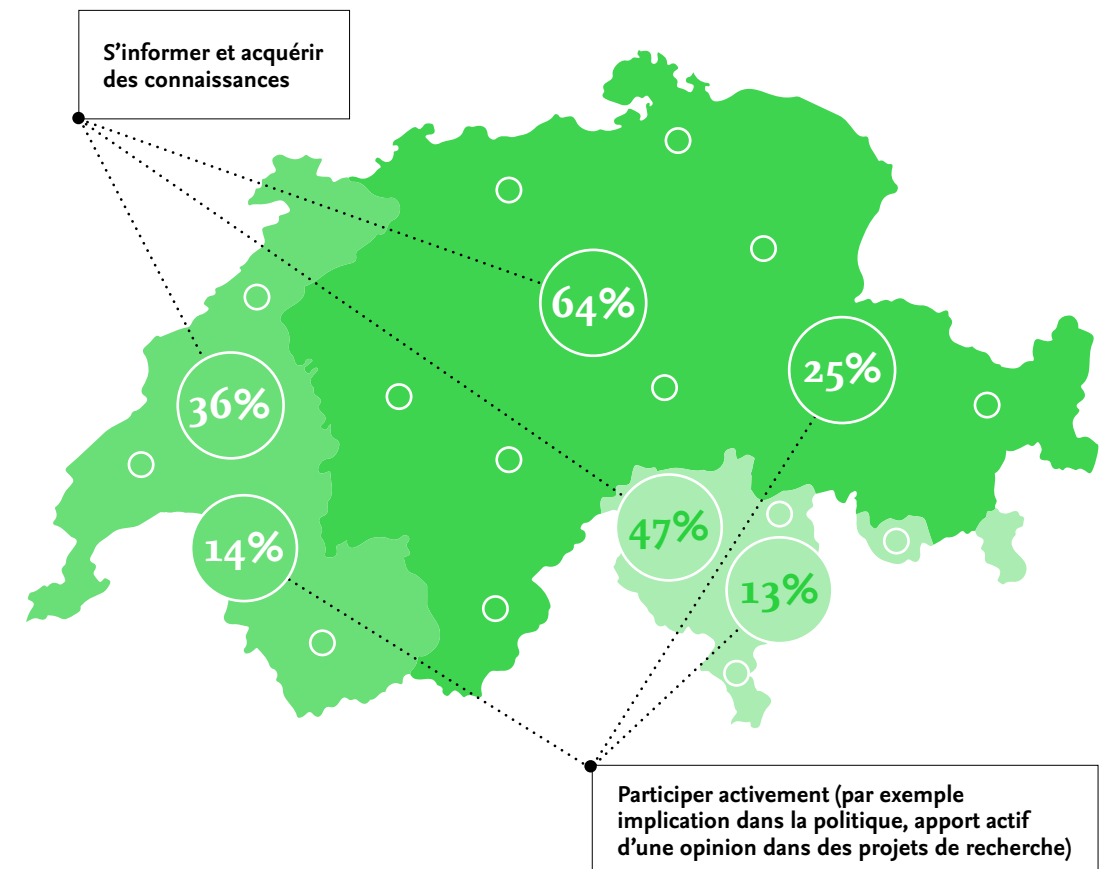 S’informer et acquérir
des connaissances
64%
25%
36%
47%
14%
13%
Participer activement (par exemple
implication dans la politique, apport actif
d’une opinion dans des projets de recherche)